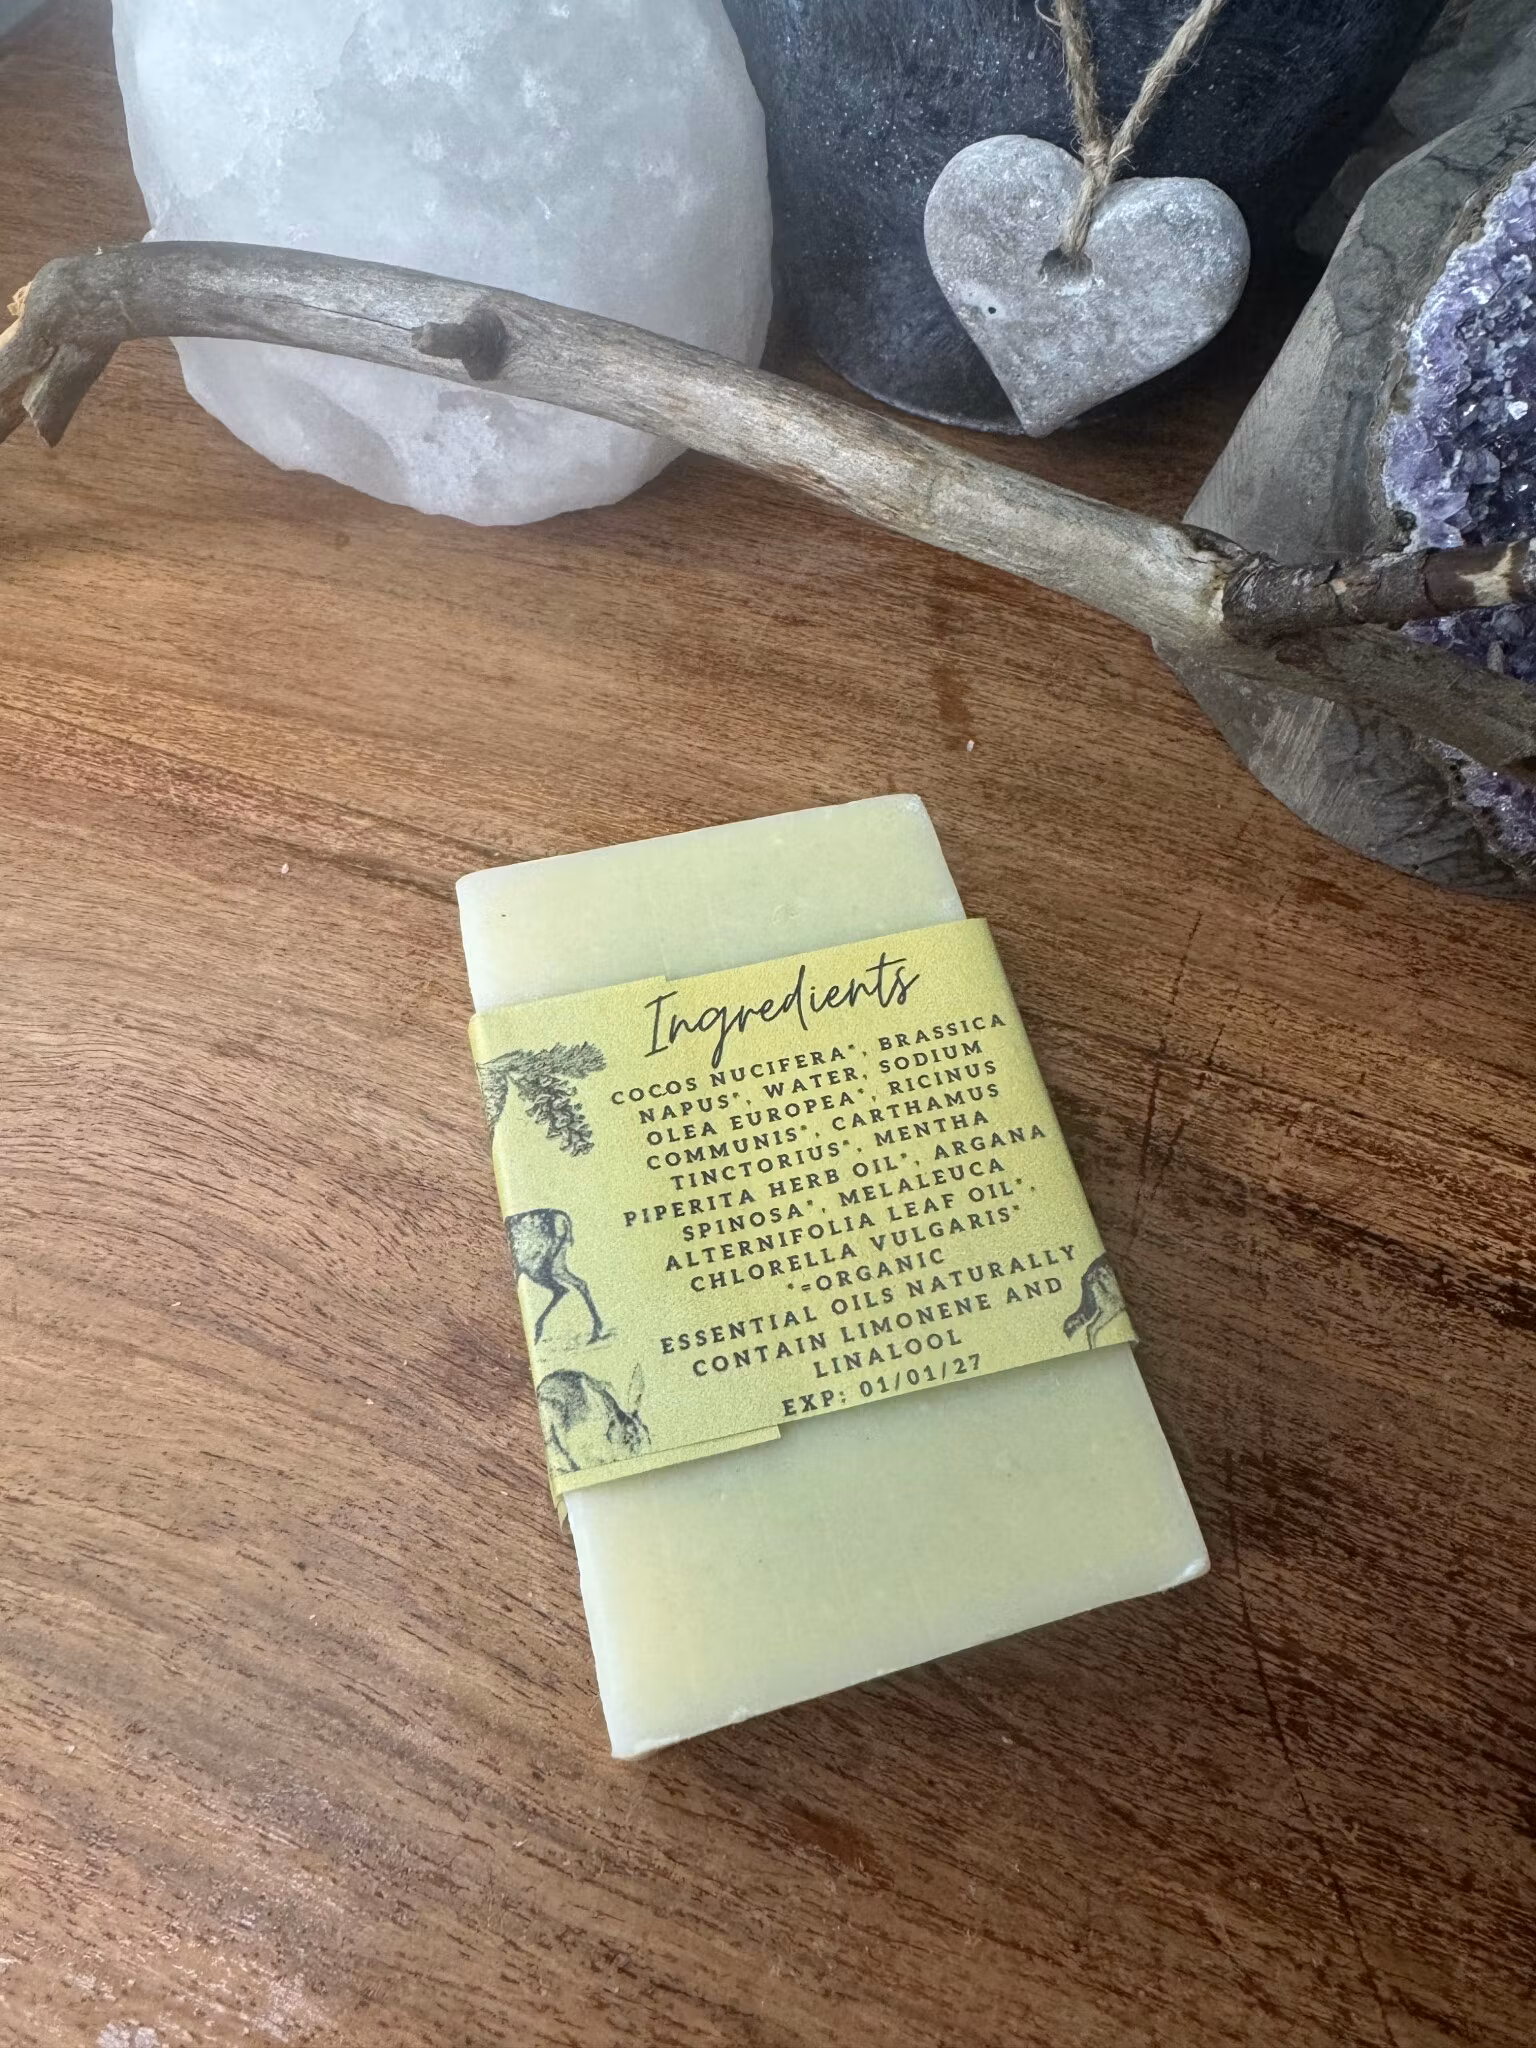 Ingredients
COCOS NUCIFERA*, BRASSICA
NAPUS*, WATER, SODIUM
OLEA EUROPEA*, RICINUS
COMMUNIS*, CARTHAMUS
TINCTORIUS*, MENTHA
PIPERITA HERB OIL*, ARGANA
SPINOSA*, MELALEUCA
ALTERNIFOLIA LEAF OIL*,
CHLORELLA VULGARIS*
*=ORGANIC
ESSENTIAL OILS NATURALLY
CONTAIN LIMONENE AND
LINALOOL
EXP: 01/01/27